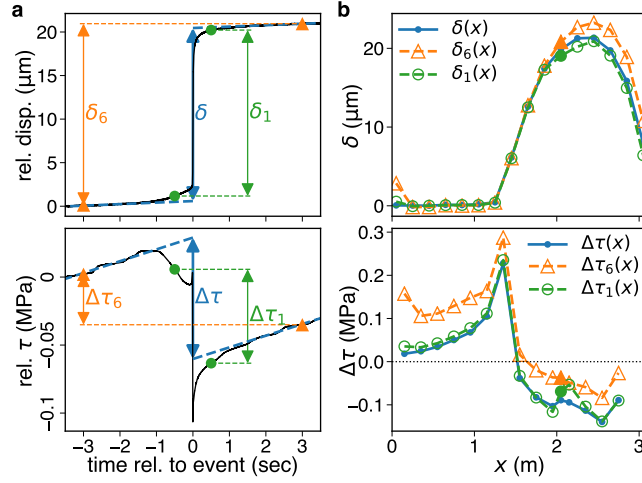 a
b
rel. disp. (μm)
20
10
0
δ₆
δ
δ₁
δ (μm)
20
10
0
δ(x)
δ₆(x)
δ₁(x)
rel. τ (MPa)
0
−0.05
−0.1
Δτ₆
Δτ
Δτ₁
−3 −2 −1 0 1 2 3
time rel. to event (sec)
Δτ (MPa)
0.3
0.2
0.1
0.0
−0.1
Δτ(x)
Δτ₆(x)
Δτ₁(x)
0 1 2 3
x (m)